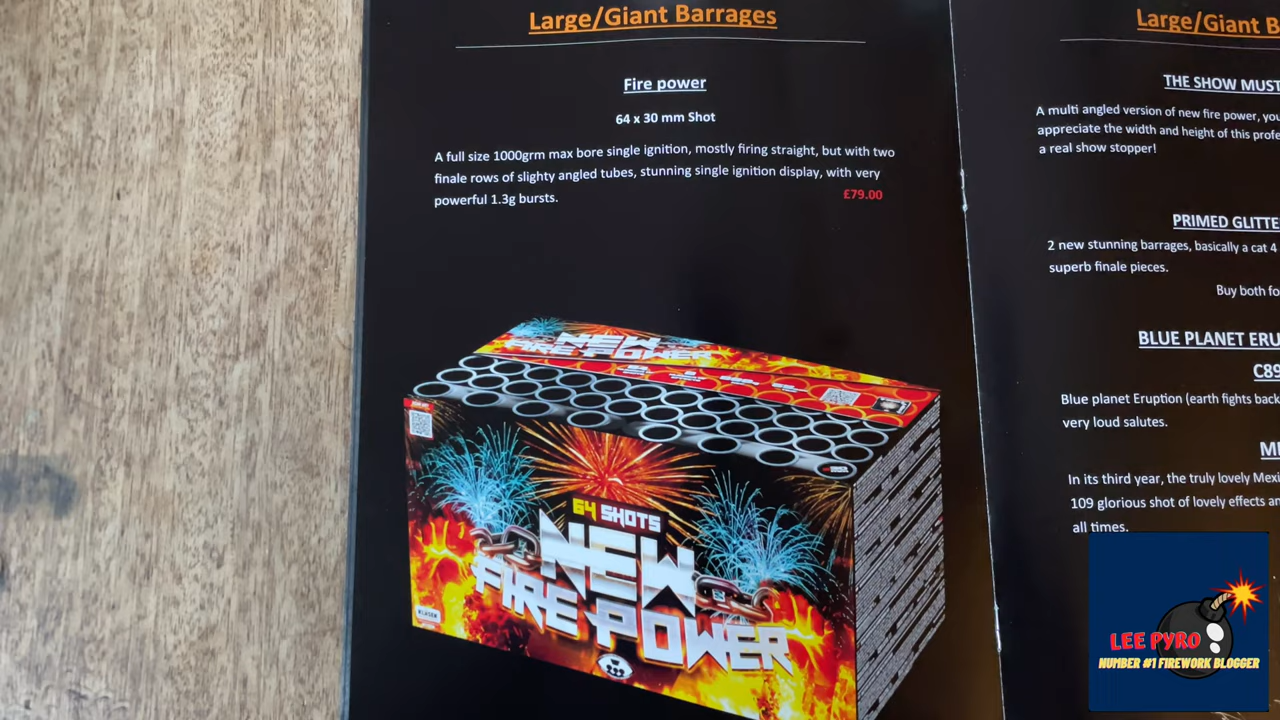 Large/Giant Barrages
Fire power
64 x 30 mm Shot
A full size 1000grm max bore single ignition, mostly firing straight, but with two
finale rows of slighty angled tubes, stunning single ignition display, with very
powerful 1.3g bursts.
£79.00
NEW
FIRE POWER
64 SHOTS
NEW
FIRE POWER
KLASEK
Large/Giant B
THE SHOW MUST
A multi angled version of new fire power, you
appreciate the width and height of this profe
a real show stopper!
PRIMED GLITTE
2 new stunning barrages, basically a cat 4
superb finale pieces.
Buy both fo
BLUE PLANET ERU
C89
Blue planet Eruption (earth fights back
very loud salutes.
In its third year, the truly lovely Mexi
109 glorious shot of lovely effects an
all times.
LEE PYRO
NUMBER #1 FIREWORK BLOGGER